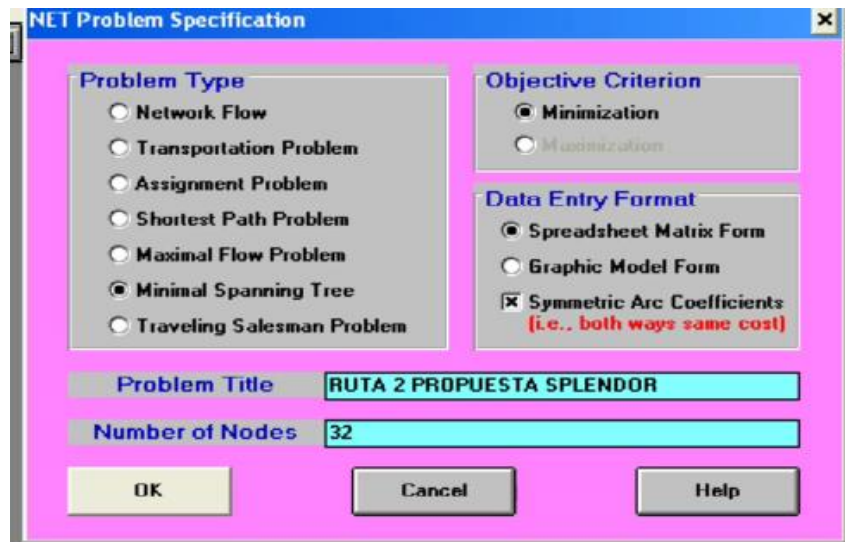 NET Problem Specification
Problem Type
Network Flow
Transportation Problem
Assignment Problem
Shortest Path Problem
Maximal Flow Problem
Minimal Spanning Tree
Traveling Salesman Problem
Objective Criterion
Minimization
Maximization
Data Entry Format
Spreadsheet Matrix Form
Graphic Model Form
Symmetric Arc Coefficients
(i.e., both ways same cost)
Problem Title RUTA 2 PROPUESTA SPLENDOR
Number of Nodes 32
OK Cancel Help